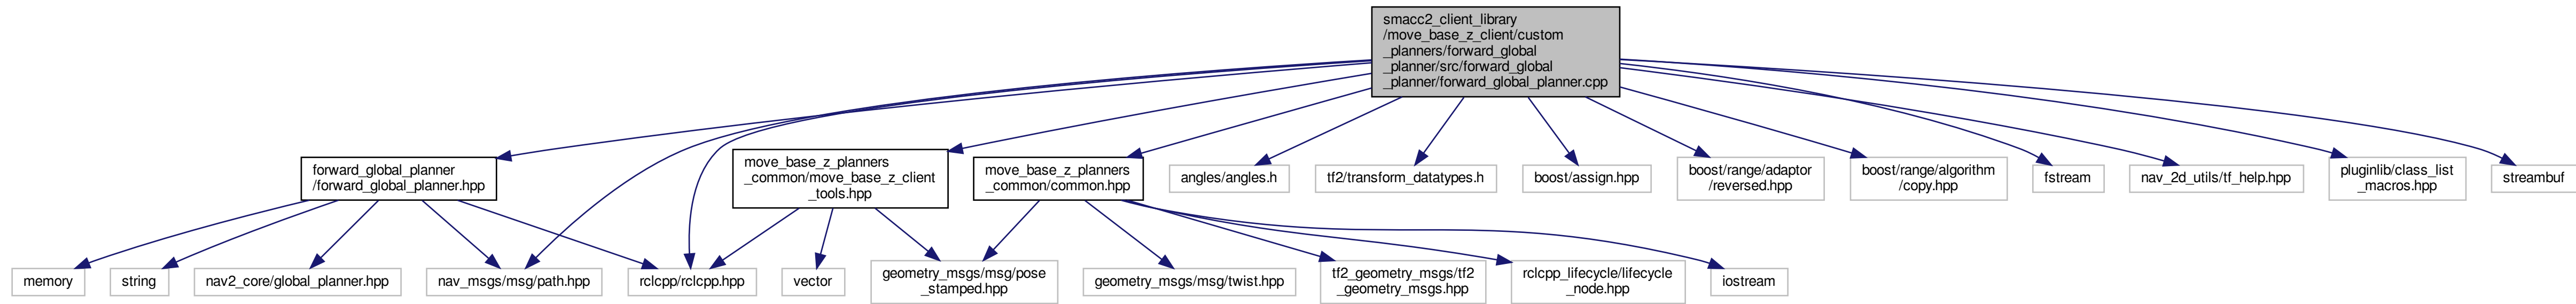 smacc2_client_library
/move_base_z_client/custom
_planners/forward_global
_planner/src/forward_global
_planner/forward_global_planner.cpp
forward_global_planner
/forward_global_planner.hpp
move_base_z_planners
_common/move_base_z_client
_tools.hpp
move_base_z_planners
_common/common.hpp
angles/angles.h
tf2/transform_datatypes.h
boost/assign.hpp
boost/range/adaptor
/reversed.hpp
boost/range/algorithm
/copy.hpp
fstream
nav_2d_utils/tf_help.hpp
pluginlib/class_list
_macros.hpp
streambuf
memory
string
nav2_core/global_planner.hpp
nav_msgs/msg/path.hpp
rclcpp/rclcpp.hpp
vector
geometry_msgs/msg/pose
_stamped.hpp
geometry_msgs/msg/twist.hpp
tf2_geometry_msgs/tf2
_geometry_msgs.hpp
rclcpp_lifecycle/lifecycle
_node.hpp
iostream